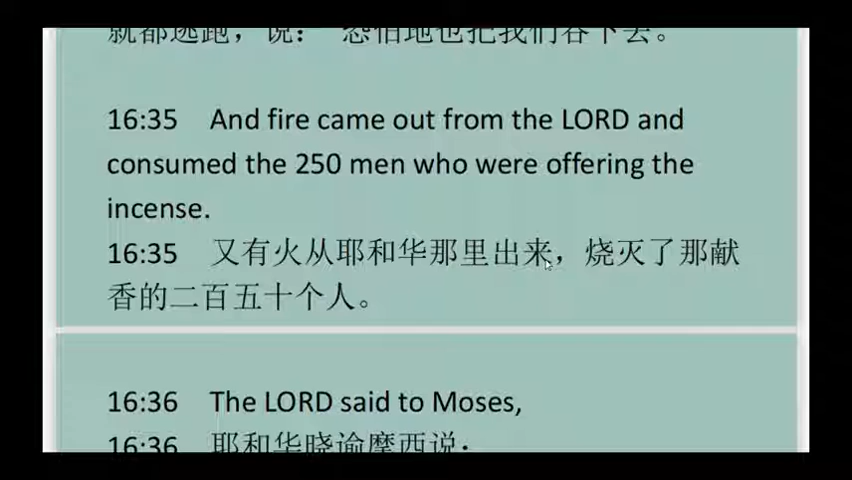 就都逃跑，说：“恐怕地也把我们吞下去。
16:35 And fire came out from the LORD and
consumed the 250 men who were offering the
incense.
16:35 又有火从耶和华那里出来，烧灭了那献
香的二百五十个人。
16:36 The LORD said to Moses,
16:36 耶和华晓谕摩西说：